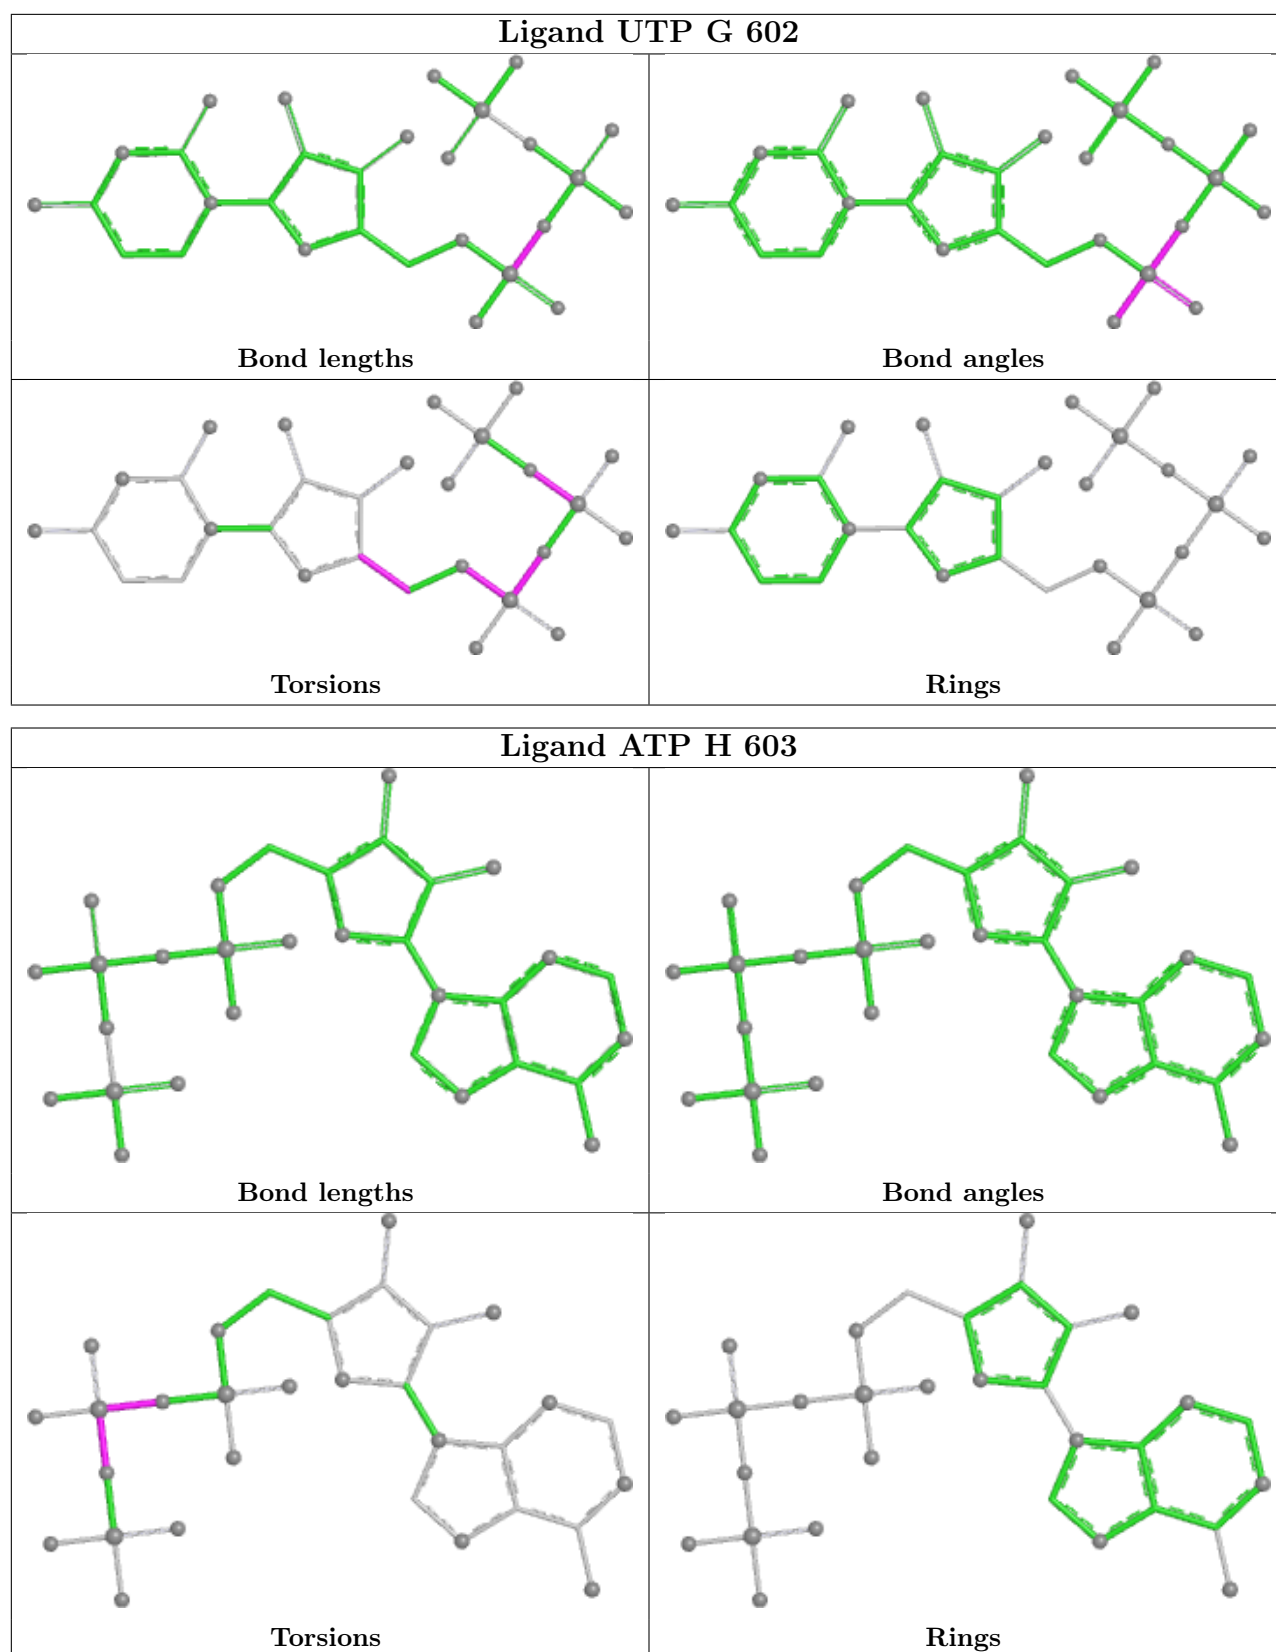 Ligand UTP G 602
Bond lengths
Bond angles
Torsions
Rings
Ligand ATP H 603
Bond lengths
Bond angles
Torsions
Rings